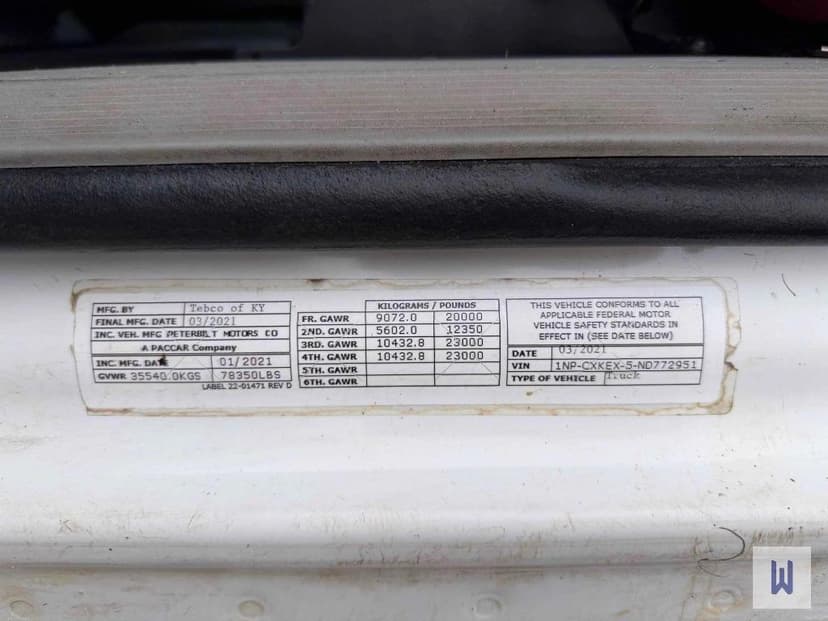 MFG. BY Tebco of KY
FINAL MFG. DATE 03/2021
INC. VEH. MFG PETERBILT MOTORS CO
A PACCAR Company
INC. MFG. DATE 01/2021
GVWR 35540.0KGS 78350LBS
LABEL 22-01471 REV D
KILOGRAMS / POUNDS
FR. GAWR 9072.0 20000
2ND. GAWR 5602.0 12350
3RD. GAWR 10432.8 23000
4TH. GAWR 10432.8 23000
5TH. GAWR
6TH. GAWR
THIS VEHICLE CONFORMS TO ALL
APPLICABLE FEDERAL MOTOR
VEHICLE SAFETY STANDARDS IN
EFFECT IN (SEE DATE BELOW)
DATE 03/2021
VIN 1NP-CXKEX-5-ND772951
TYPE OF VEHICLE Truck
W